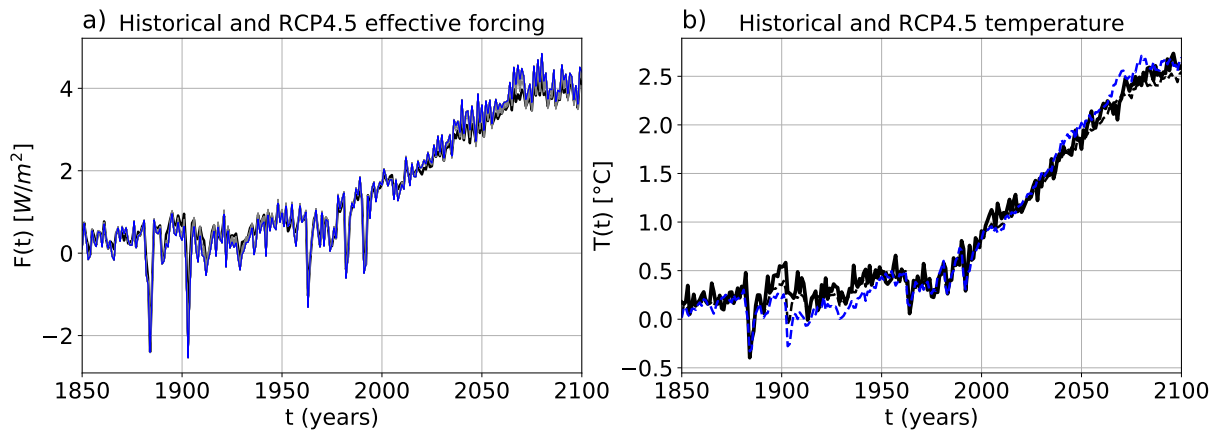 a) Historical and RCP4.5 effective forcing
F(t) [W/m²]
4
2
0
−2
1850 1900 1950 2000 2050 2100
t (years)
b) Historical and RCP4.5 temperature
T(t) [°C]
2.5
2.0
1.5
1.0
0.5
0.0
−0.5
1850 1900 1950 2000 2050 2100
t (years)